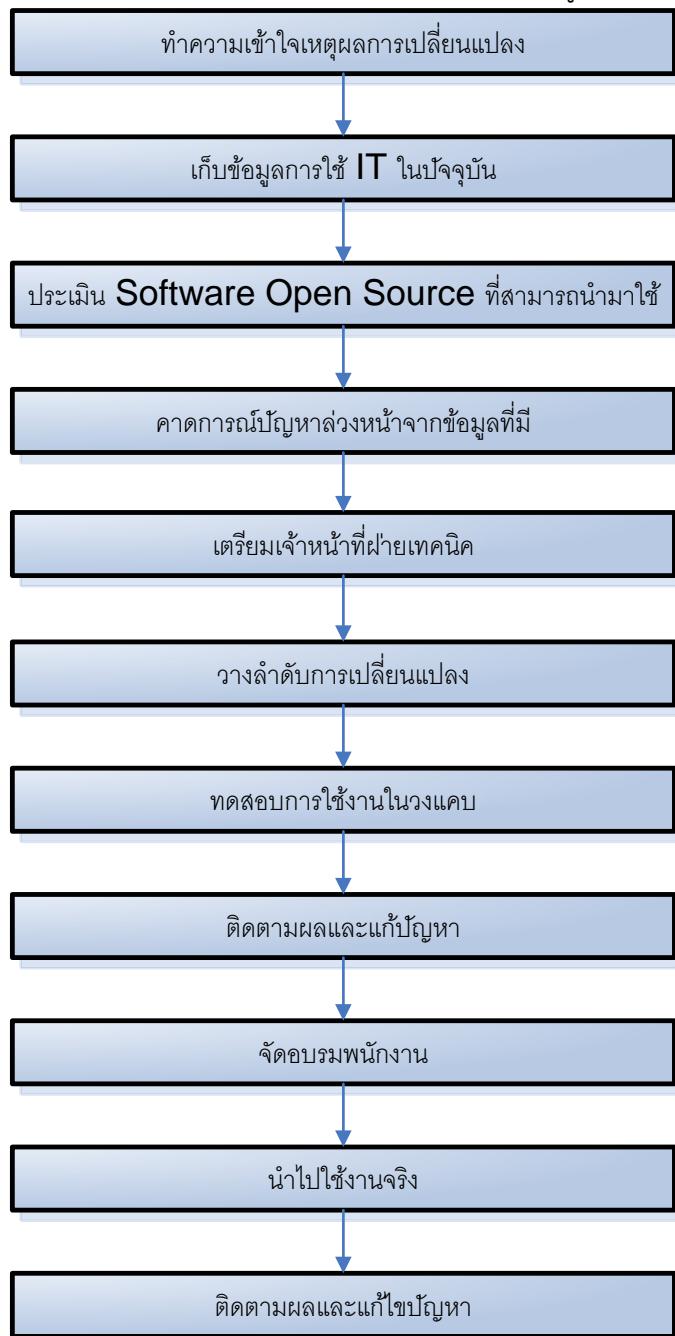 ทำความเข้าใจเหตุผลการเปลี่ยนแปลง
เก็บข้อมูลการใช้ IT ในปัจจุบัน
ประเมิน Software Open Source ที่สามารถนำมาใช้
คาดการณ์ปัญหาล่วงหน้าจากข้อมูลที่มี
เตรียมเจ้าหน้าที่ฝ่ายเทคนิค
วางลำดับการเปลี่ยนแปลง
ทดสอบการใช้งานในวงแคบ
ติดตามผลและแก้ปัญหา
จัดอบรมพนักงาน
นำไปใช้งานจริง
ติดตามผลและแก้ไขปัญหา